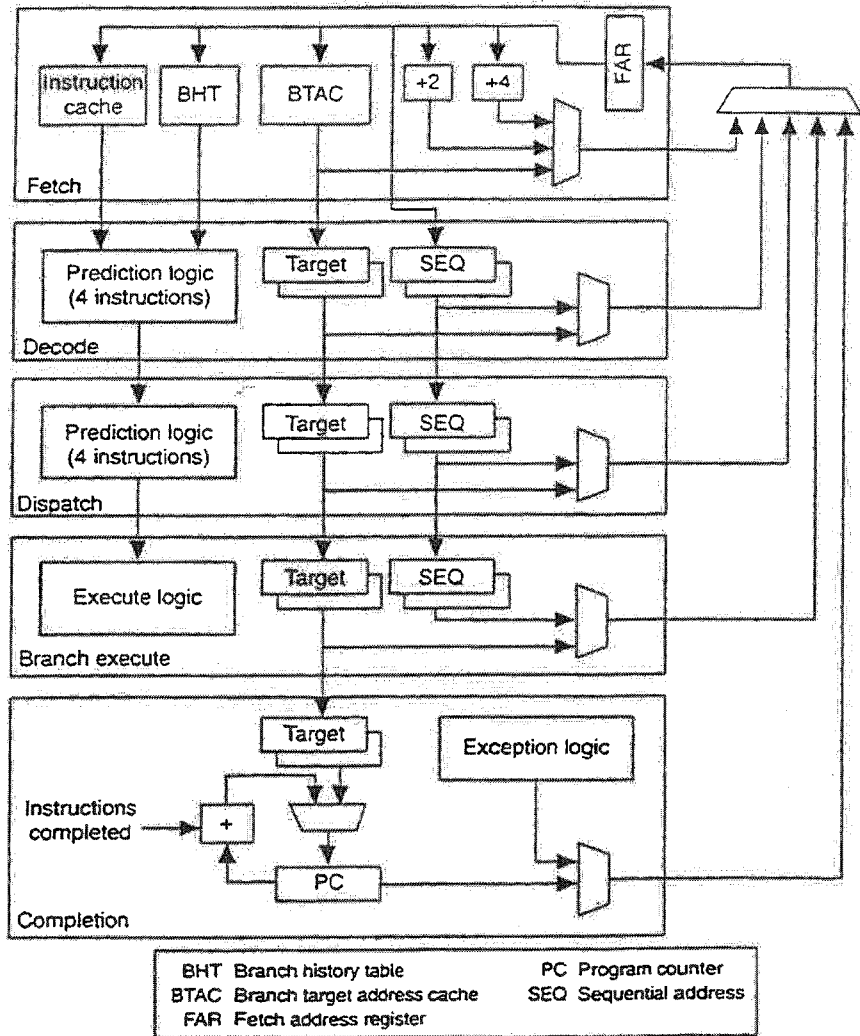 Instruction
cache
BHT
BTAC
+2
+4
FAR
Fetch
Prediction logic
(4 instructions)
Target
SEQ
Decode
Prediction logic
(4 instructions)
Target
SEQ
Dispatch
Execute logic
Target
SEQ
Branch execute
Target
Exception logic
Instructions
completed
+
PC
Completion
BHT Branch history table
BTAC Branch target address cache
FAR Fetch address register
PC Program counter
SEQ Sequential address